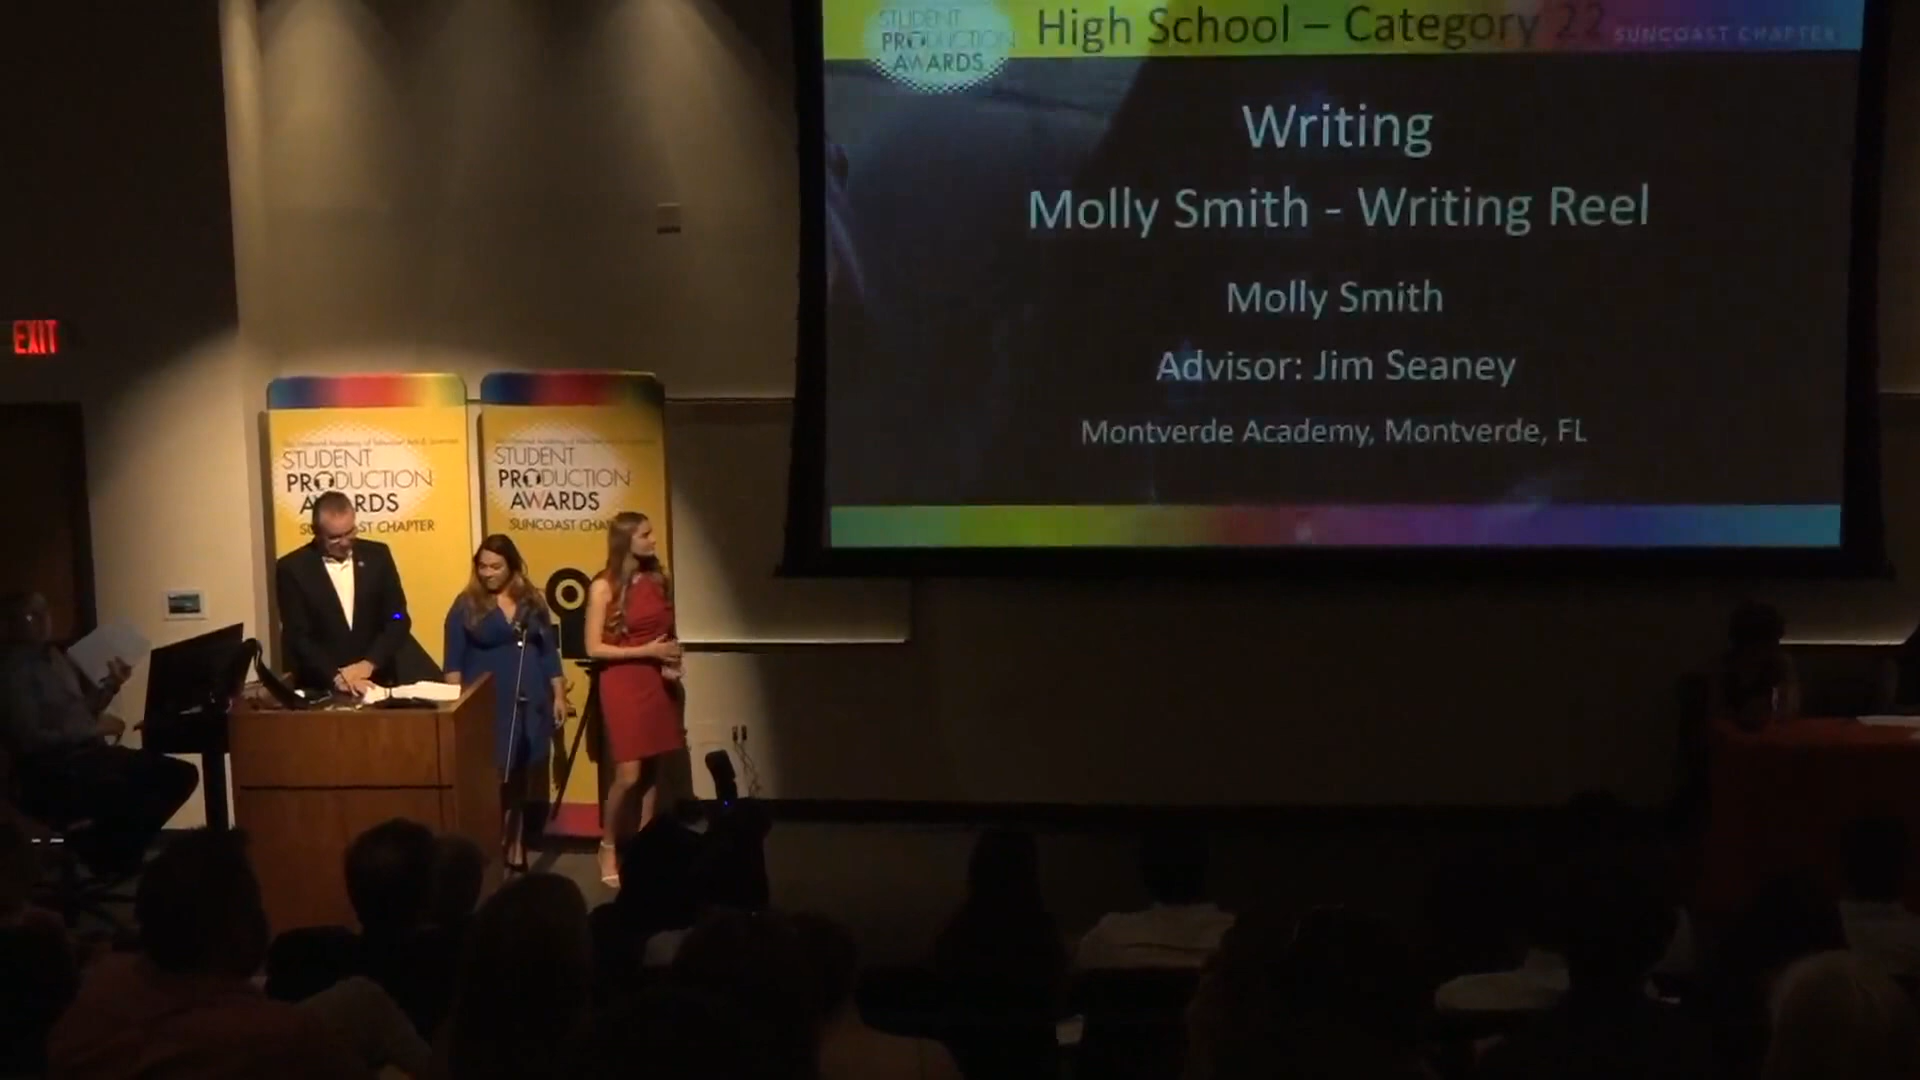 STUDENT
PRODUCTION
AWARDS
High School – Category 22
SUNCOAST CHAPTER
Writing
Molly Smith - Writing Reel
Molly Smith
Advisor: Jim Seaney
Montverde Academy, Montverde, FL
EXIT
STUDENT
PRODUCTION
AWARDS
CHAPTER
STUDENT
PRODUCTION
AWARDS
SUNCOAST